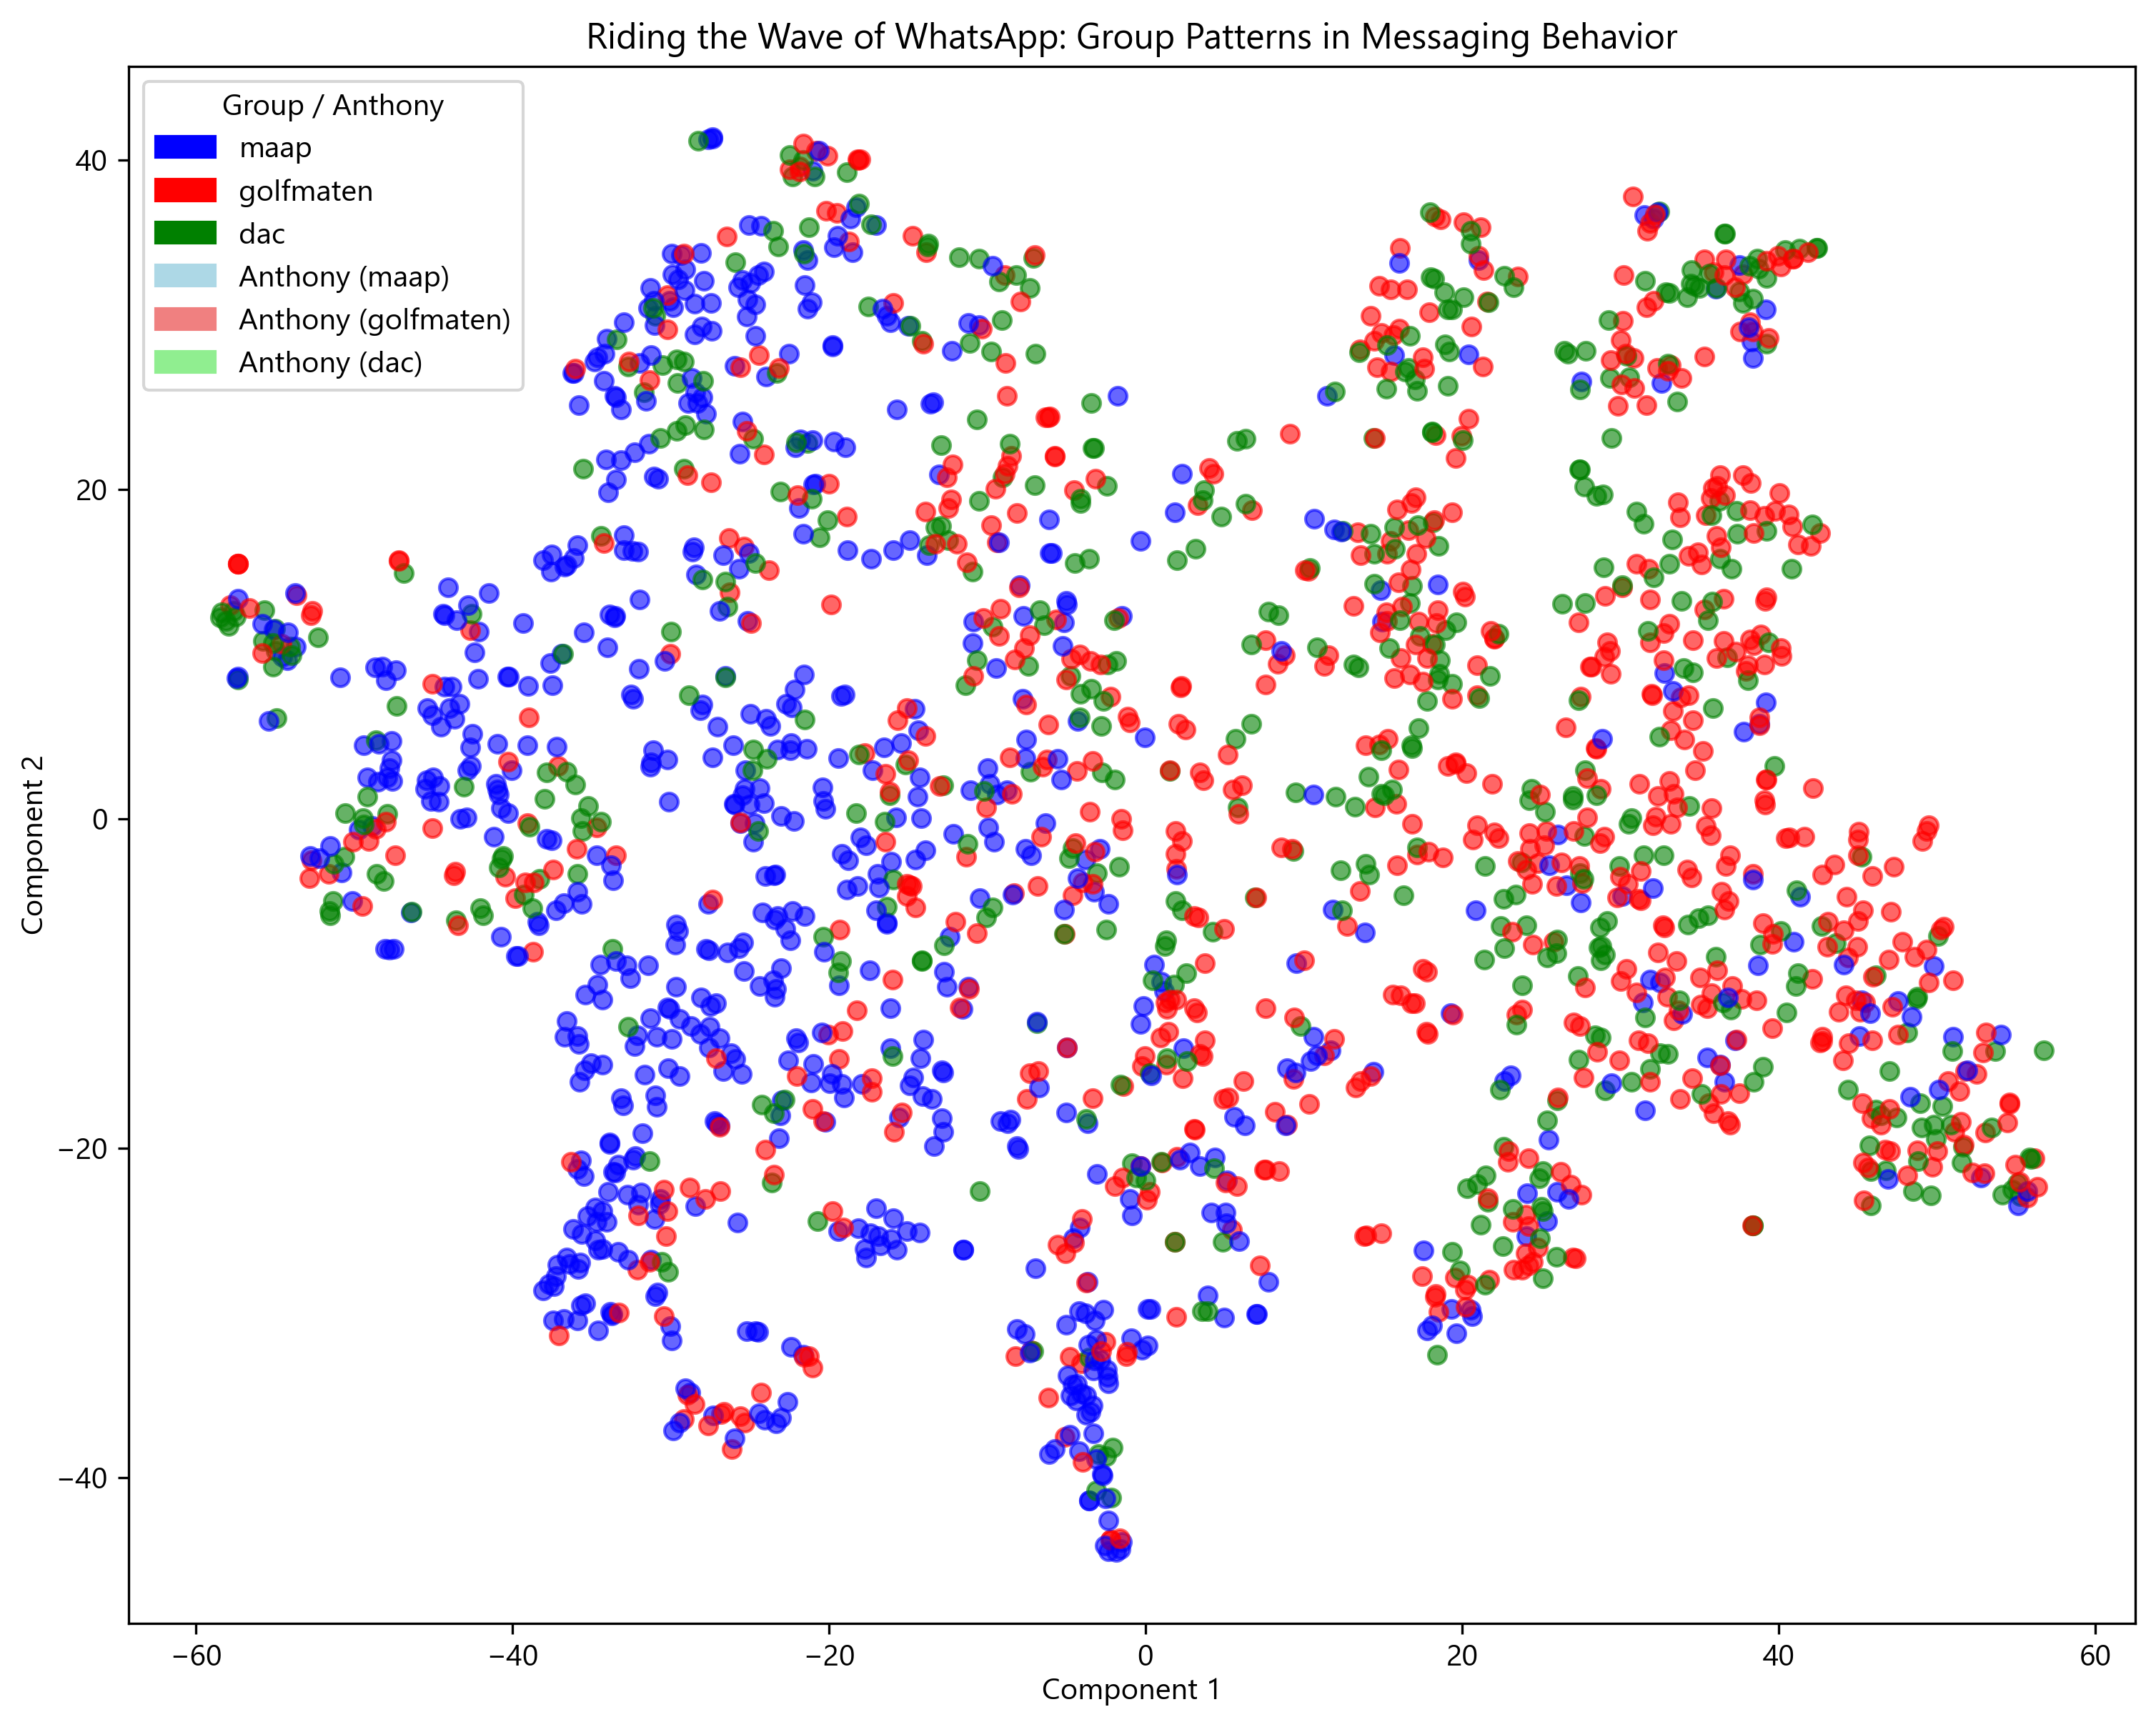 Riding the Wave of WhatsApp: Group Patterns in Messaging Behavior
Group / Anthony
maap
golfmaten
dac
Anthony (maap)
Anthony (golfmaten)
Anthony (dac)
40
20
0
−20
−40
Component 2
−60
−40
−20
0
20
40
60
Component 1